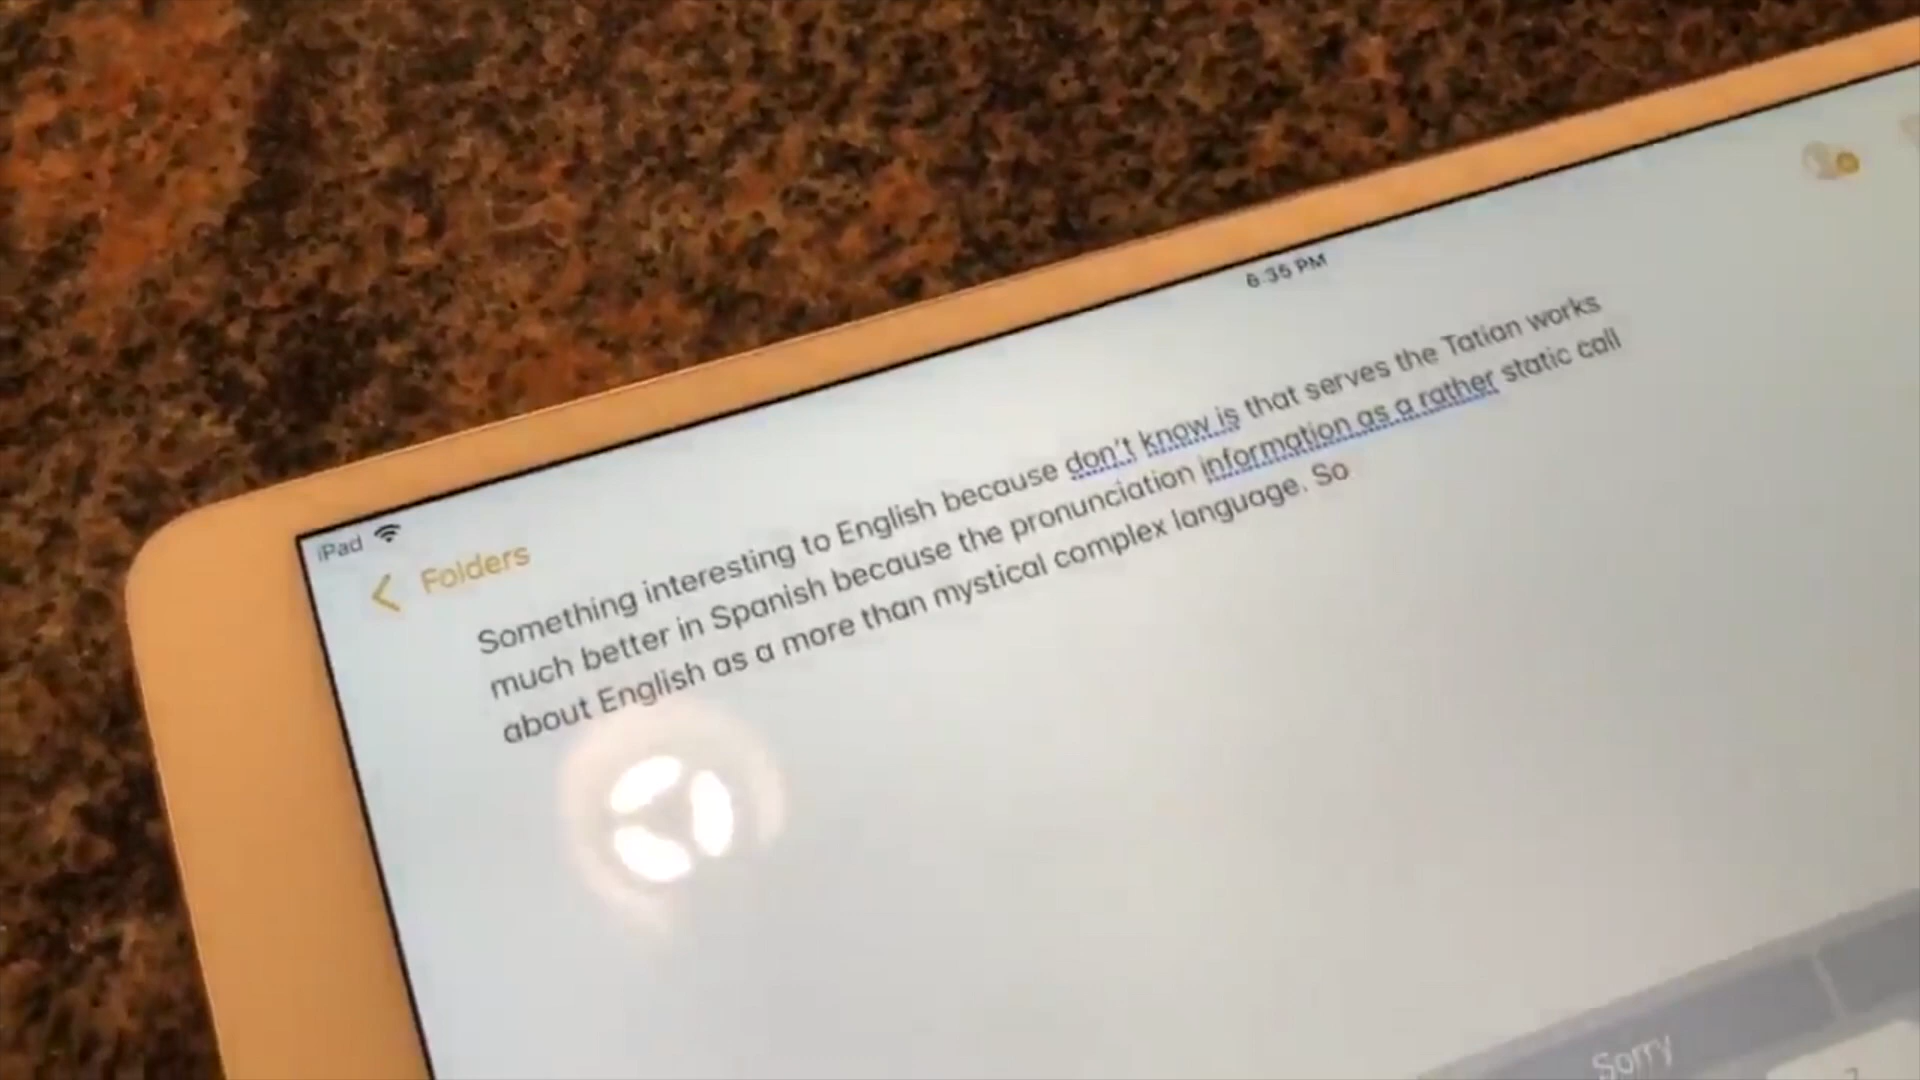 6:35 PM
iPad
Folders
Something interesting to English because don't know is that serves the Tatian works
much better in Spanish because the pronunciation information as a rather static call
about English as a more than mystical complex language. So
Sorry